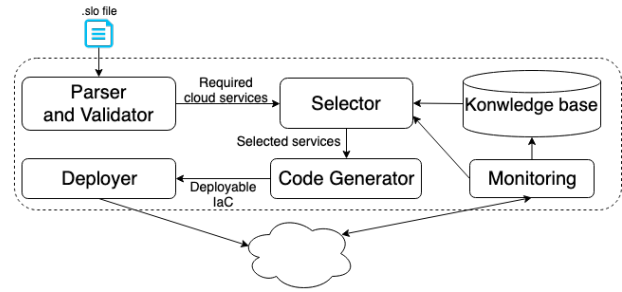 .slo file
Parser
and Validator
Required
cloud services
Selector
Konwledge base
Selected services
Deployer
Deployable
IaC
Code Generator
Monitoring